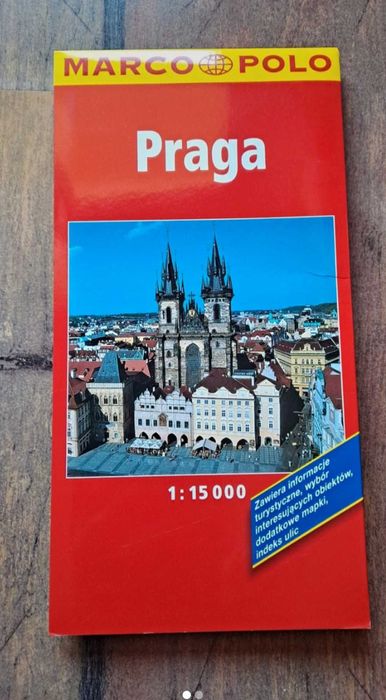 MARCO POLO
Praga
1:15 000
Zawiera informacje
turystyczne, wybór
interesujących obiektów,
dodatkowe mapki,
indeks ulic